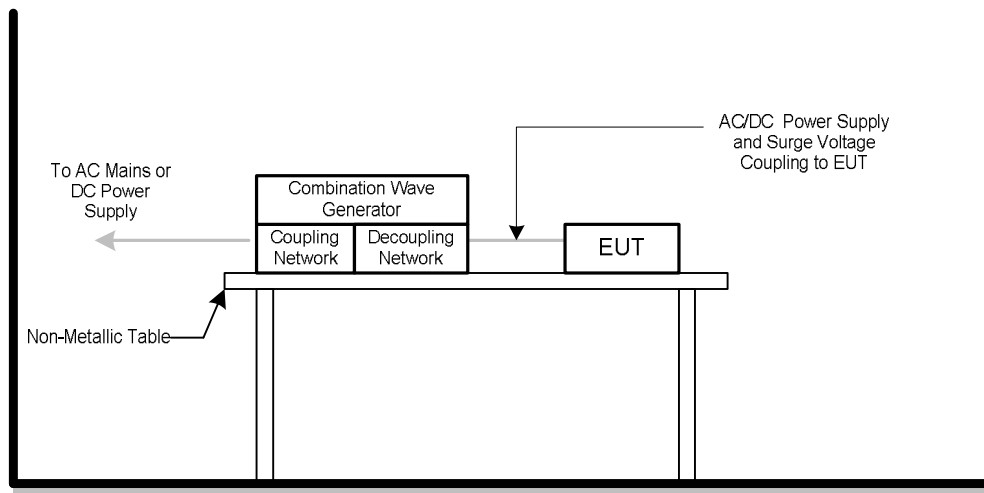 AC/DC Power Supply
and Surge Voltage
Coupling to EUT
To AC Mains or
DC Power
Supply
Combination Wave
Generator
Coupling
Network
Decoupling
Network
EUT
Non-Metallic Table